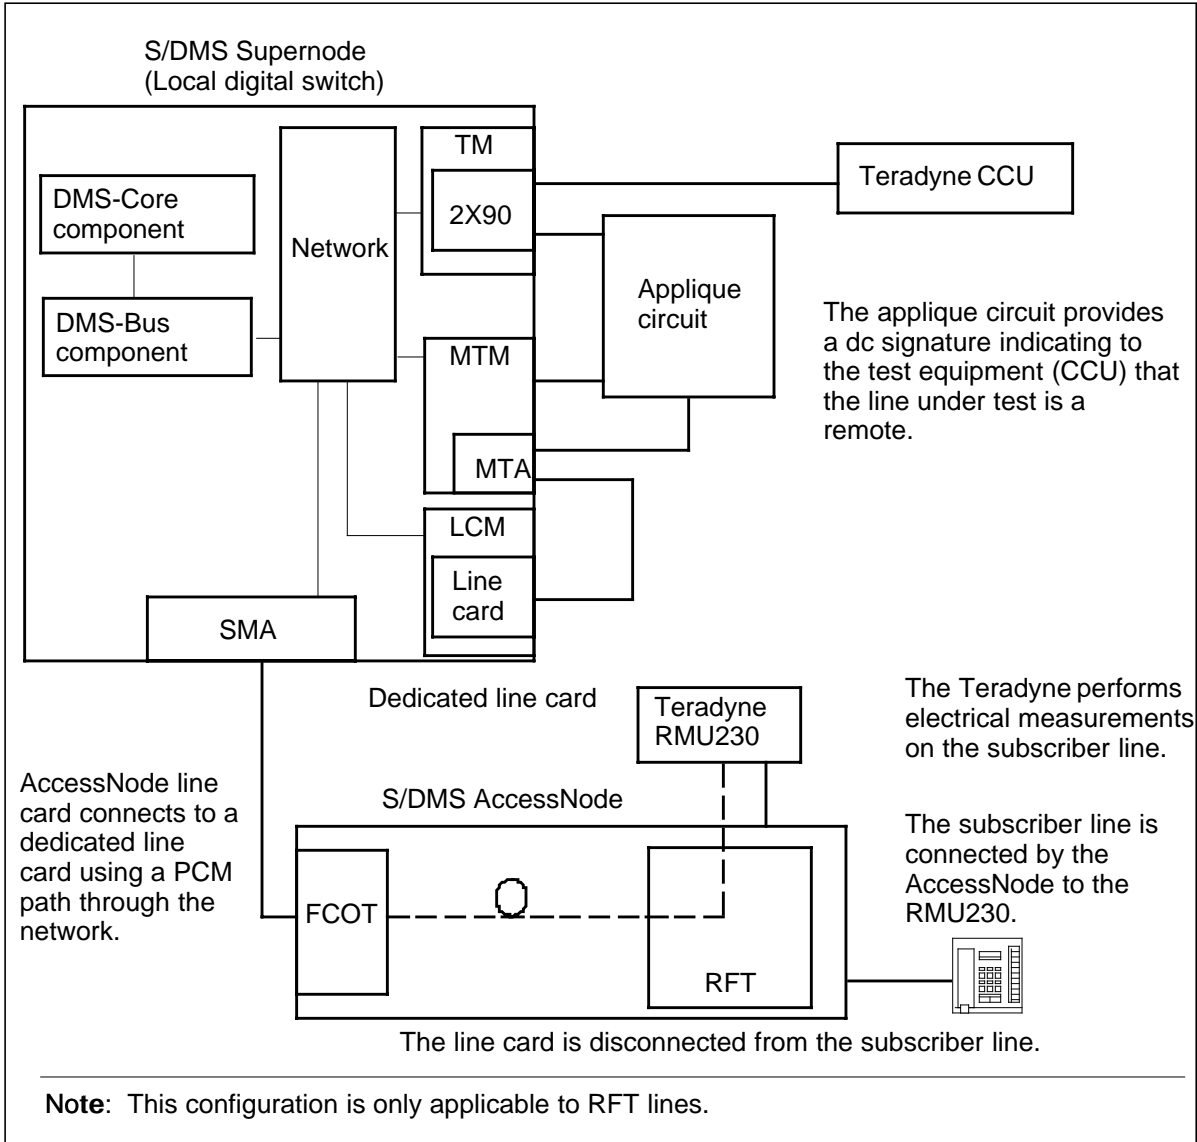 S/DMS Supernode
(Local digital switch)
TM
Teradyne CCU
DMS-Core
component
2X90
Network
Applique
circuit
DMS-Bus
component
The applique circuit provides
a dc signature indicating to
the test equipment (CCU) that
the line under test is a
remote.
MTM
MTA
LCM
Line
card
SMA
Dedicated line card
Teradyne
RMU230
The Teradyne performs
electrical measurements
on the subscriber line.
AccessNode line
card connects to a
dedicated line
card using a PCM
path through the
network.
S/DMS AccessNode
The subscriber line is
connected by the
AccessNode to the
RMU230.
FCOT
RFT
The line card is disconnected from the subscriber line.
Note: This configuration is only applicable to RFT lines.